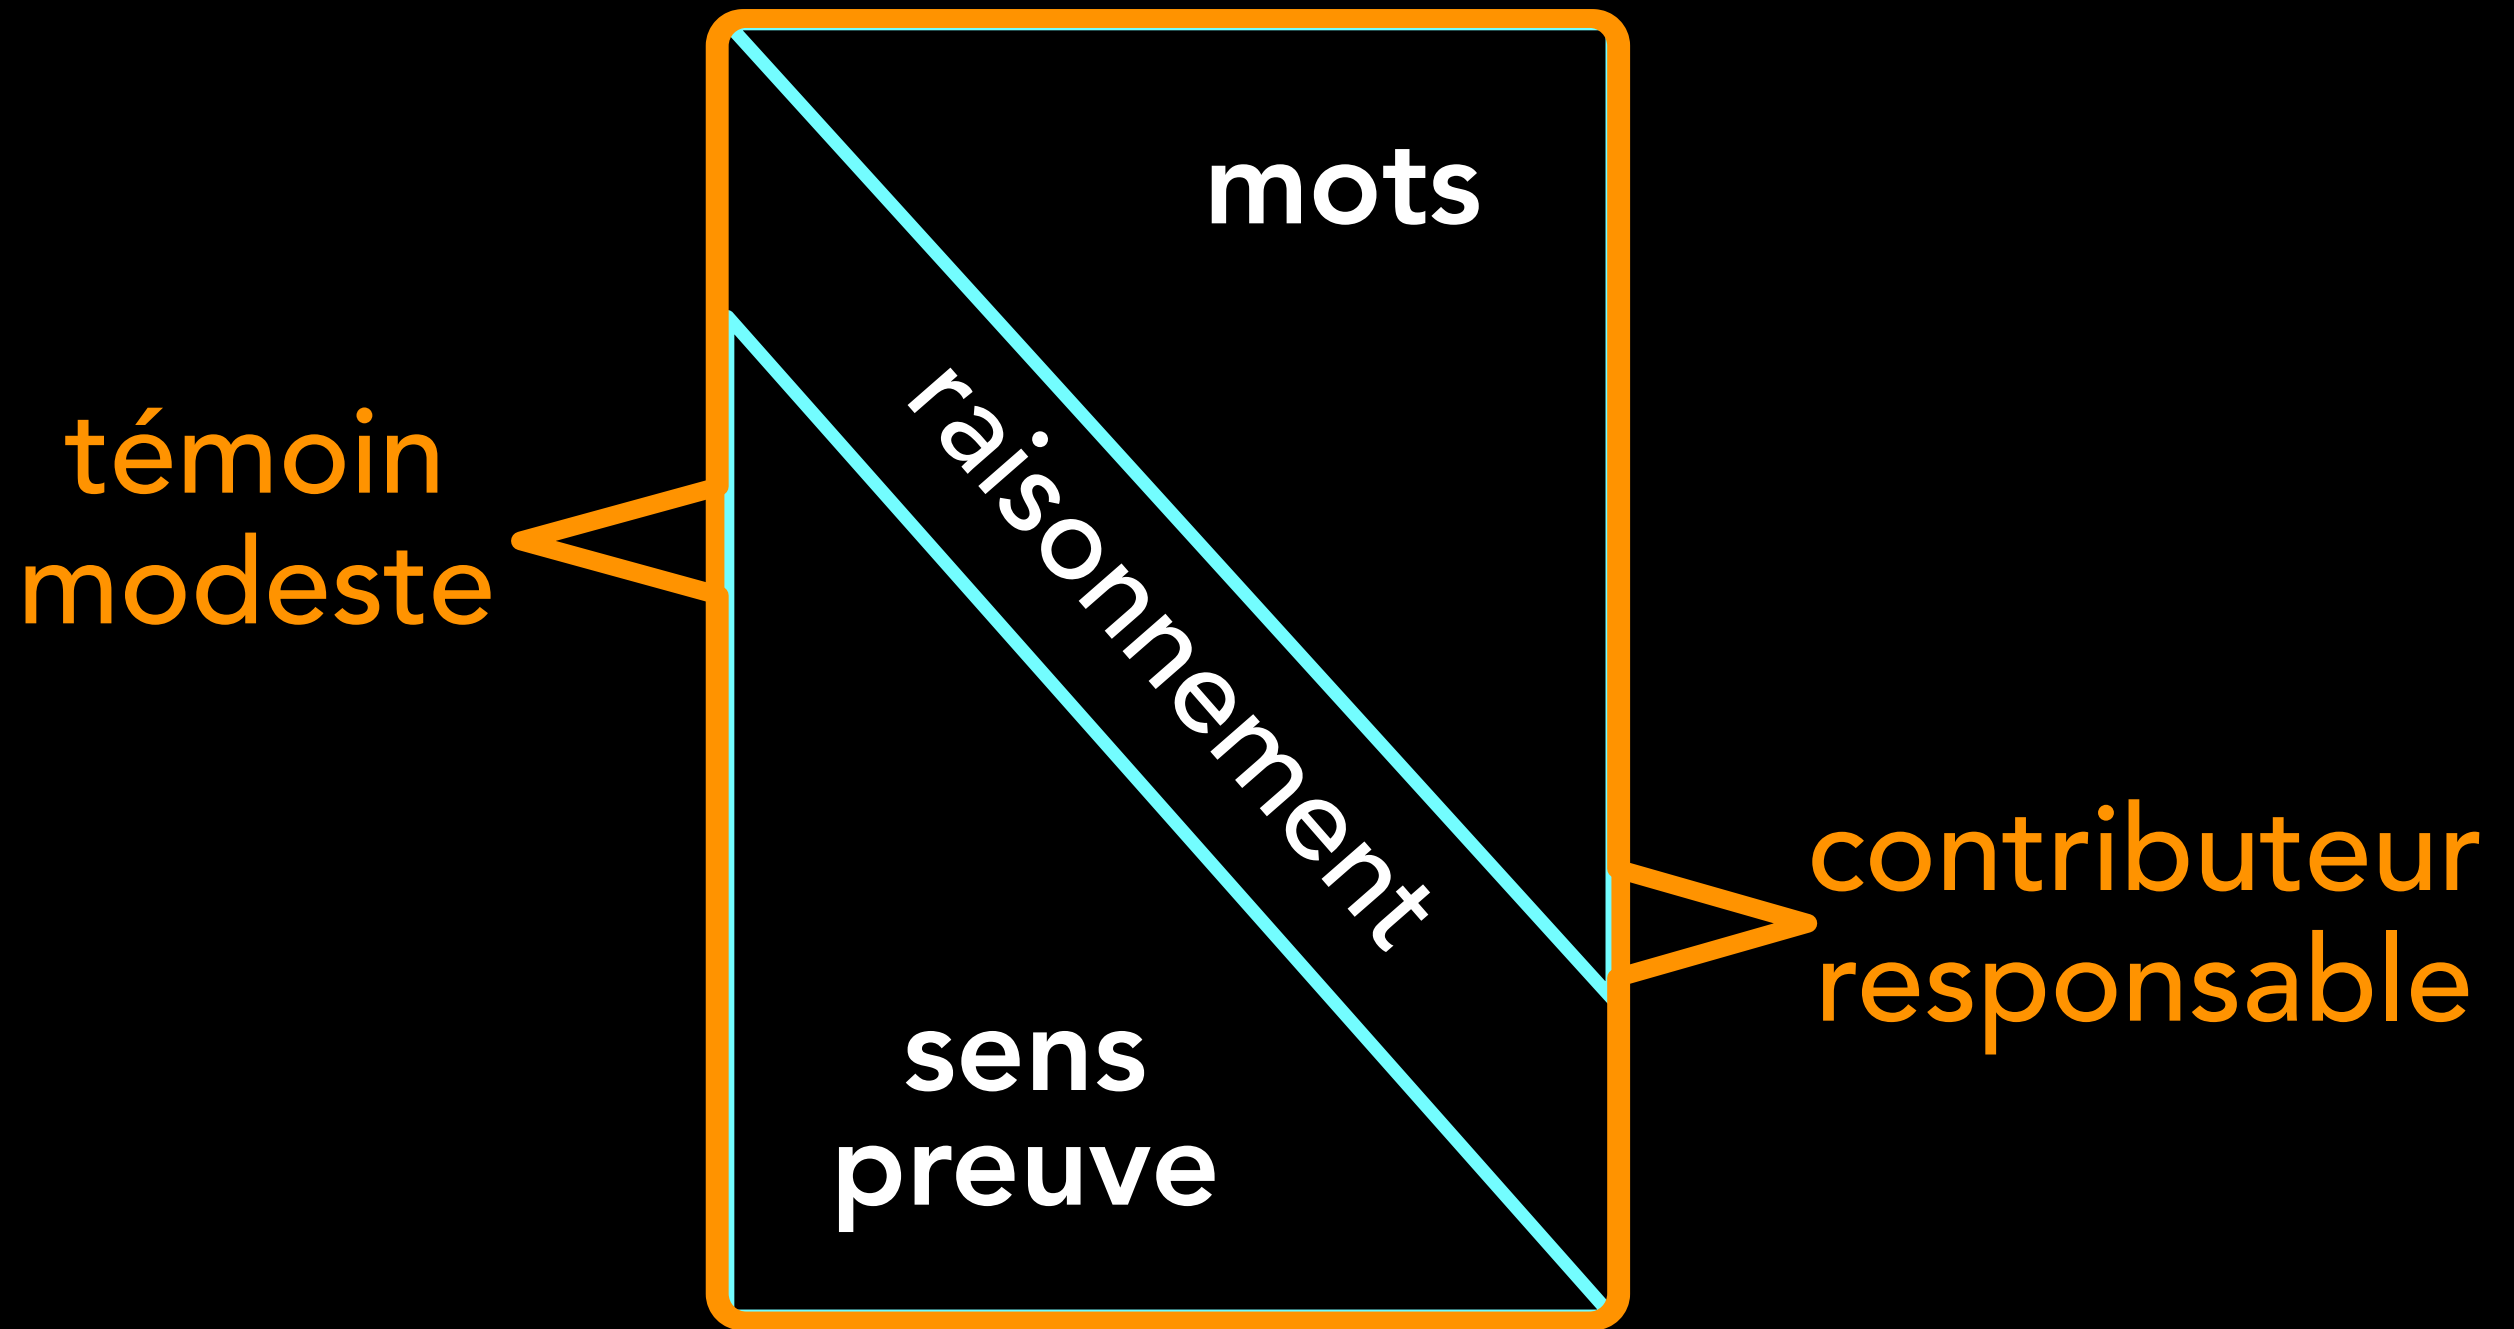 mots
témoin
modeste
raisonnement
contributeur
responsable
sens
preuve